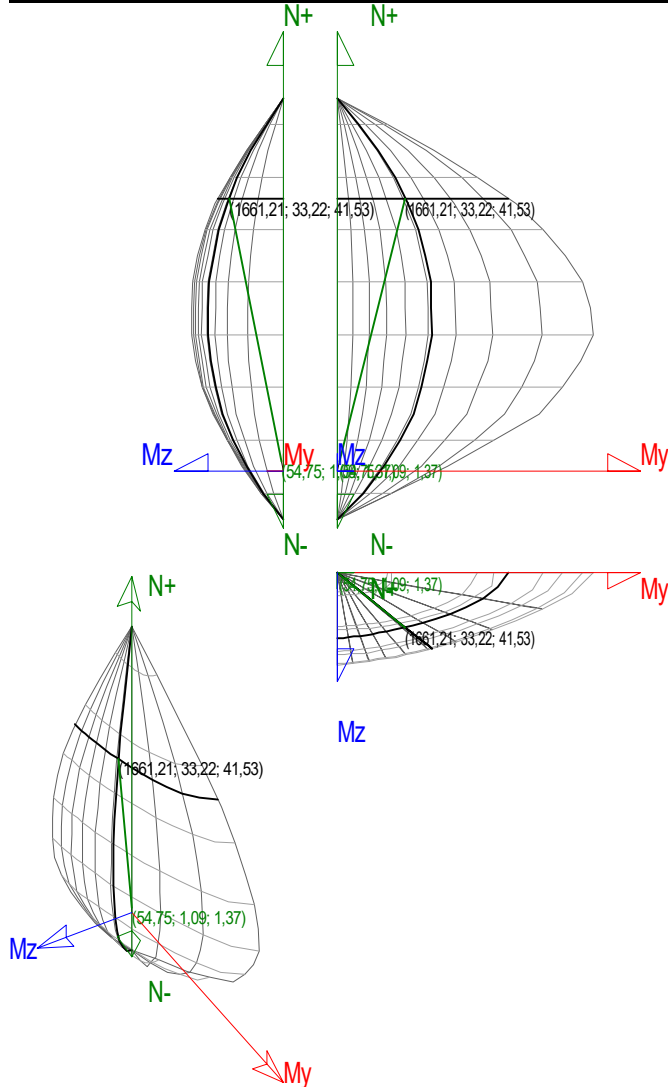 N+ N+
(1661,21; 33,22; 41,53) (1661,21; 33,22; 41,53)
Mz My Mz My
(54,75; 1,09; 1,37)
N- N-
N+ My
N+
(1661,21; 33,22; 41,53)
Mz
(1661,21; 33,22; 41,53)
(54,75; 1,09; 1,37)
Mz
N-
My